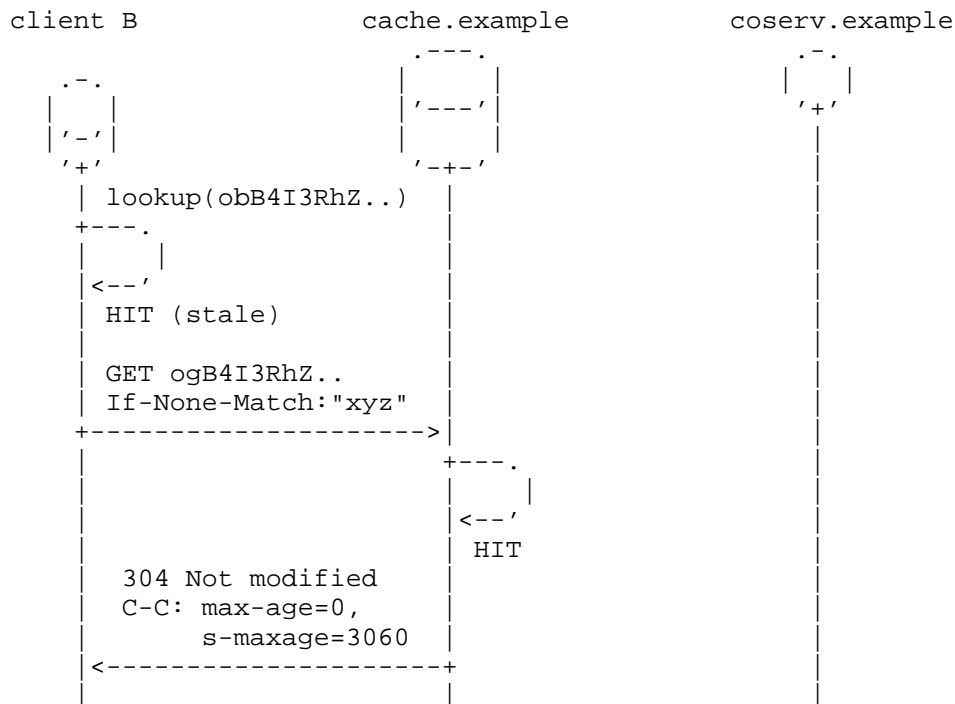 client B cache.example coserv.example
lookup(obB4I3RhZ..)
HIT (stale)
GET ogB4I3RhZ..
If-None-Match:"xyz"
HIT
304 Not modified
C-C: max-age=0,
s-maxage=3060